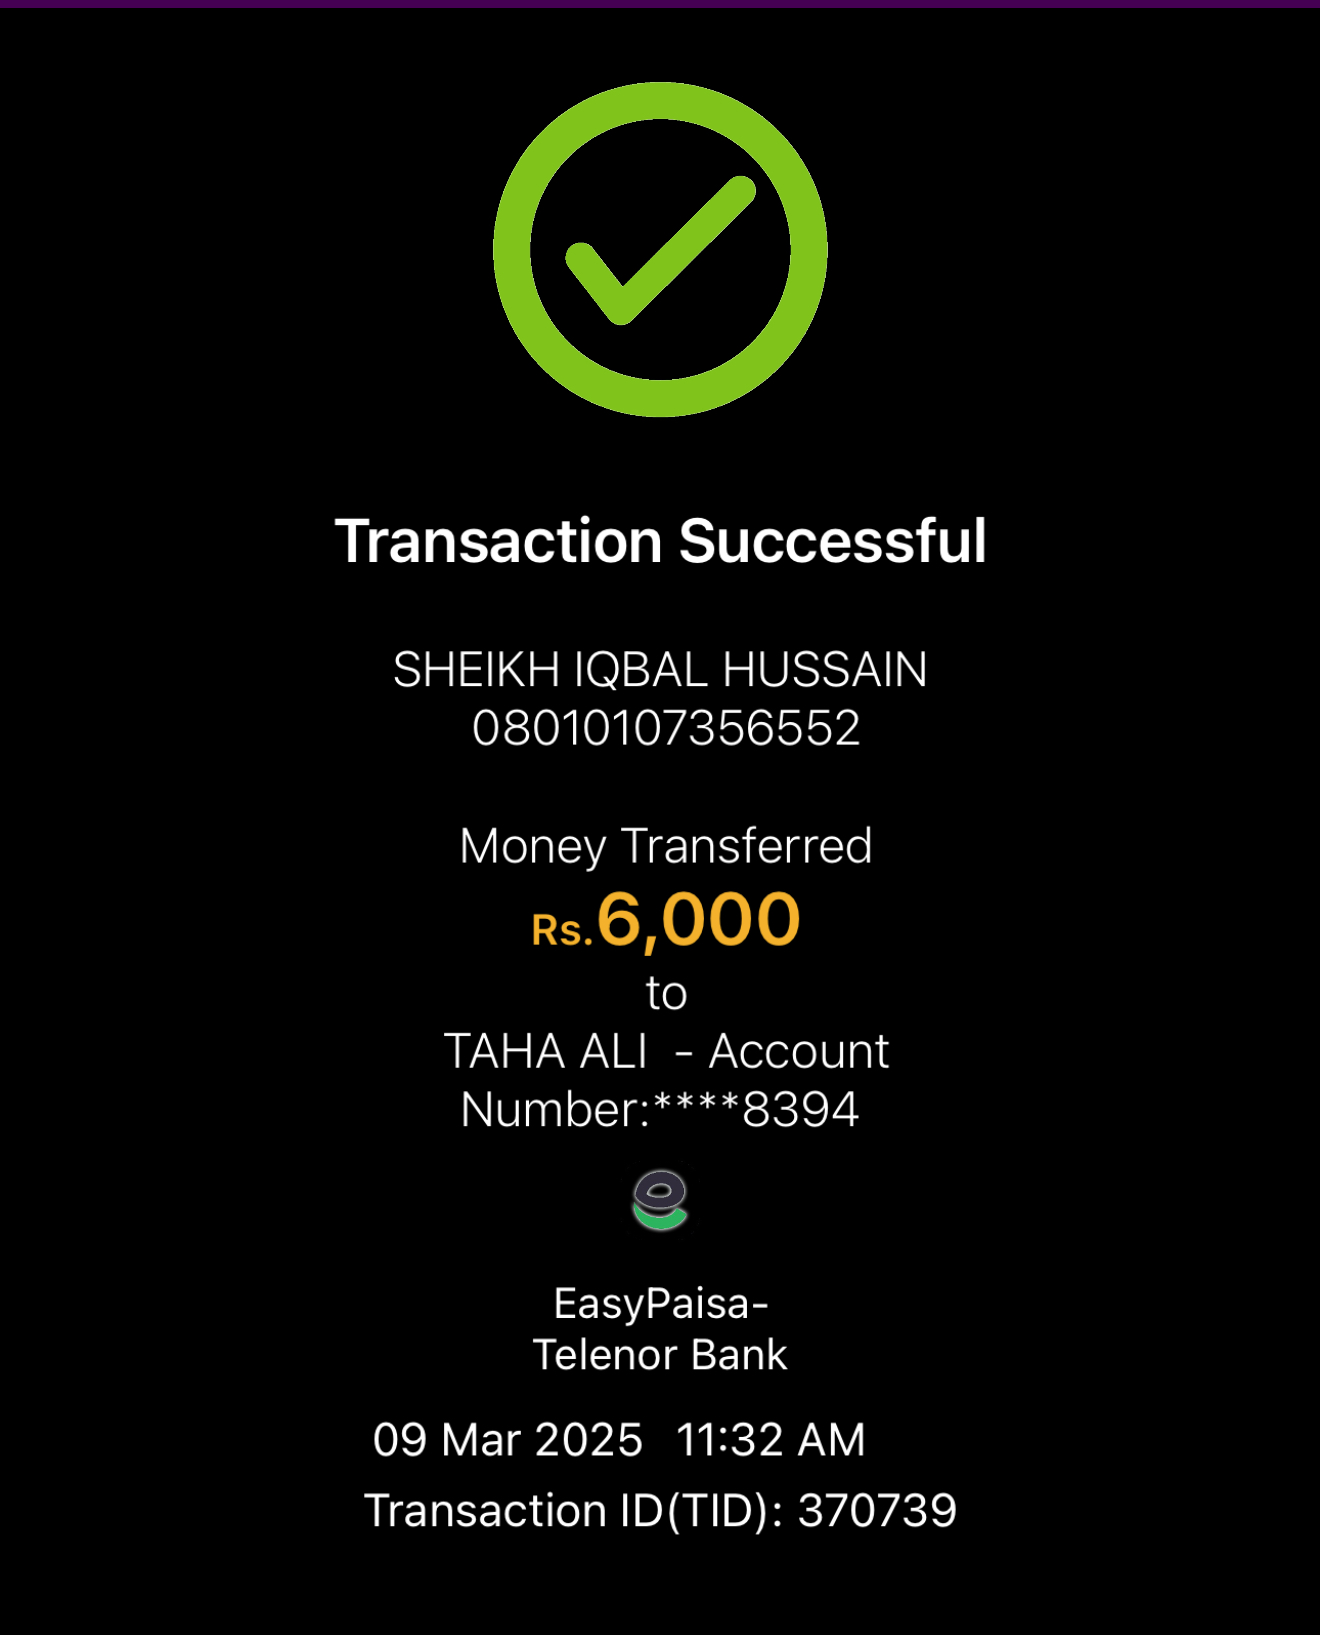 Transaction Successful
SHEIKH IQBAL HUSSAIN
08010107356552
Money Transferred
Rs.6,000
to
TAHA ALI  - Account
Number:****8394
EasyPaisa-
Telenor Bank
09 Mar 2025  11:32 AM
Transaction ID(TID): 370739